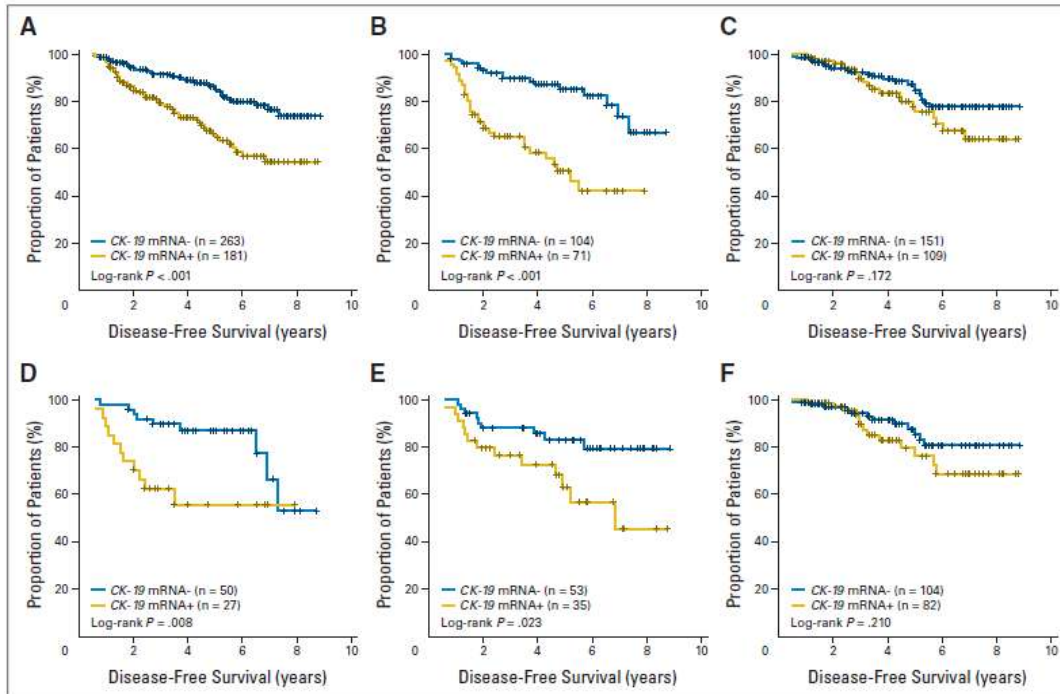 A
Proportion of Patients (%)
100
80
60
40
20
0
CK-19 mRNA- (n = 263)
CK-19 mRNA+ (n = 181)
Log-rank P < .001
2 4 6 8 10
Disease-Free Survival (years)
B
Proportion of Patients (%)
100
80
60
40
20
0
CK-19 mRNA- (n = 104)
CK-19 mRNA+ (n = 71)
Log-rank P < .001
2 4 6 8 10
Disease-Free Survival (years)
C
Proportion of Patients (%)
100
80
60
40
20
0
CK-19 mRNA- (n = 151)
CK-19 mRNA+ (n = 109)
Log-rank P = .172
2 4 6 8 10
Disease-Free Survival (years)
D
Proportion of Patients (%)
100
80
60
40
20
0
CK-19 mRNA- (n = 50)
CK-19 mRNA+ (n = 27)
Log-rank P = .008
2 4 6 8 10
Disease-Free Survival (years)
E
Proportion of Patients (%)
100
80
60
40
20
0
CK-19 mRNA- (n = 53)
CK-19 mRNA+ (n = 35)
Log-rank P = .023
2 4 6 8 10
Disease-Free Survival (years)
F
Proportion of Patients (%)
100
80
60
40
20
0
CK-19 mRNA- (n = 104)
CK-19 mRNA+ (n = 82)
Log-rank P = .210
2 4 6 8 10
Disease-Free Survival (years)